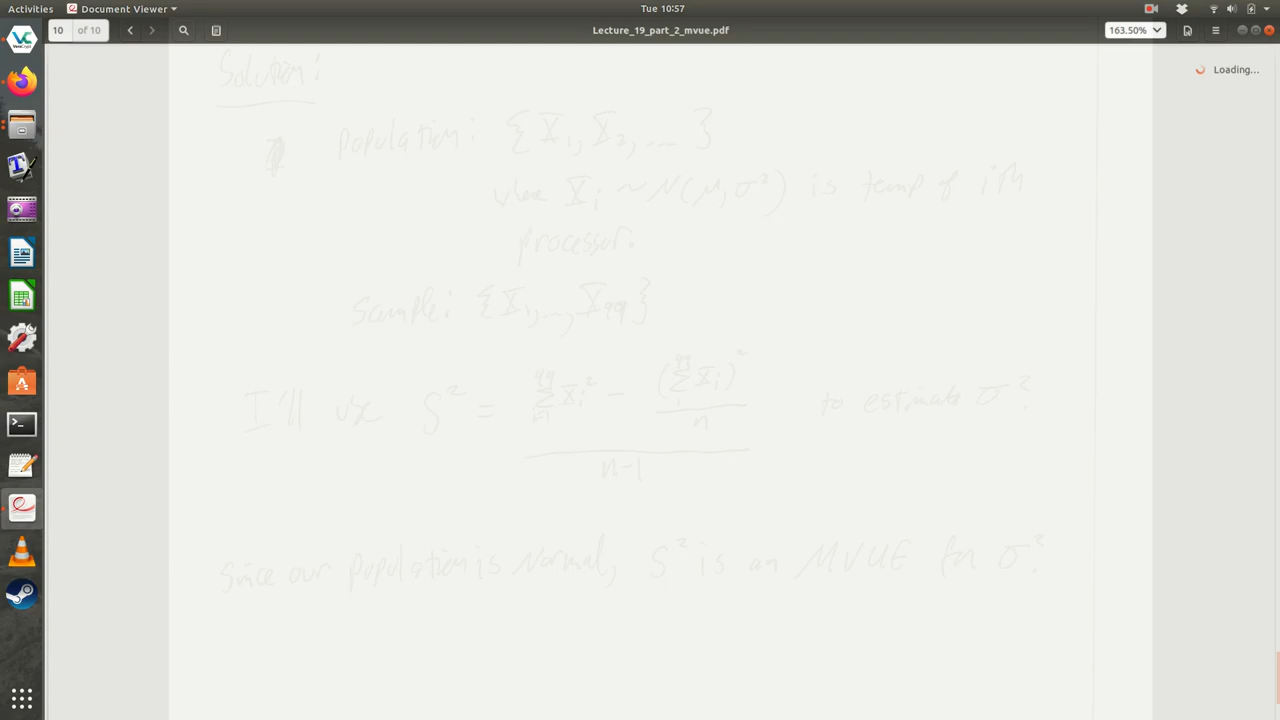 Activities Document Viewer Tue 10:57
10 of 10 Lecture_19_part_2_mvue.pdf 163.50%
Loading...
Solution:
Population: { X₁, X₂, ... }
where Xᵢ ~ N(μ, σ²) is temp of ith
processor.
Sample: { X₁, ..., X₄₉ }
I'll use S² = (∑ᵢ₌₁⁴⁹ Xᵢ² − (∑ᵢ⁴⁹ Xᵢ)² / n) / (n−1) to estimate σ².
Since our population is Normal, S² is an MVUE for σ².